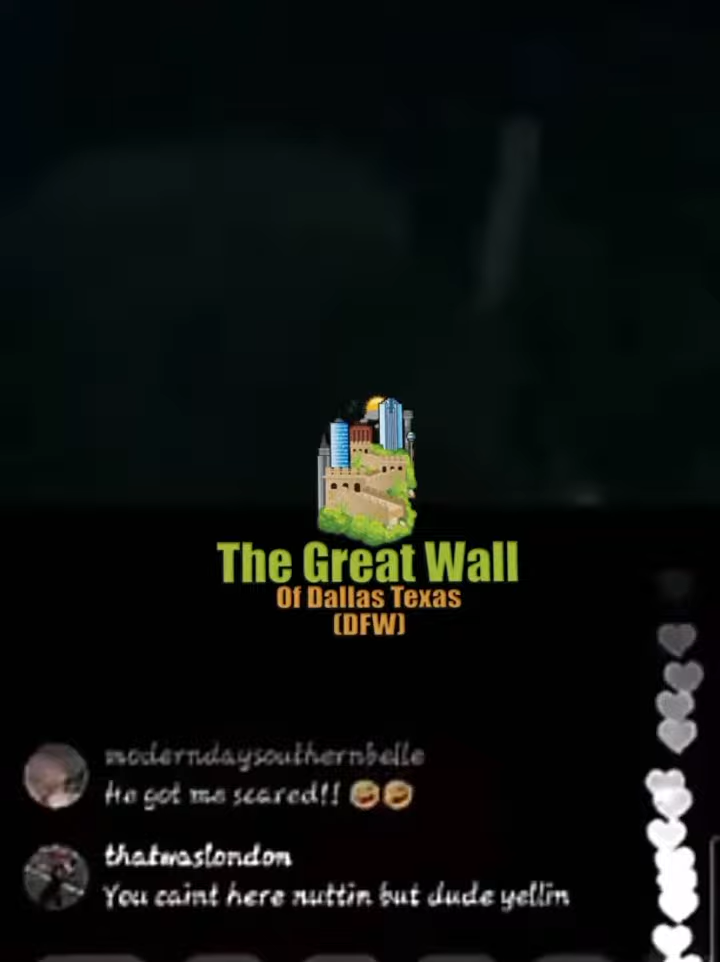 The Great Wall
Of Dallas Texas
(DFW)
moderndaysouthernbelle
He got me scared!! 🤣🤣
thatwaslondon
You caint here nuttin but dude yellin